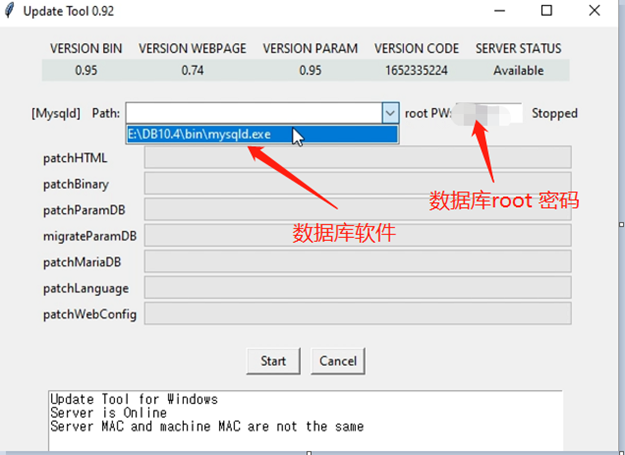 Update Tool 0.92
VERSION BIN VERSION WEBPAGE VERSION PARAM VERSION CODE SERVER STATUS
0.95 0.74 0.95 1652335224 Available
[Mysqld] Path: root PW: Stopped
E:\DB10.4\bin\mysqld.exe
patchHTML
patchBinary
数据库root 密码
patchParamDB
数据库软件
migrateParamDB
patchMariaDB
patchLanguage
patchWebConfig
Start Cancel
Update Tool for Windows
Server is Online
Server MAC and machine MAC are not the same